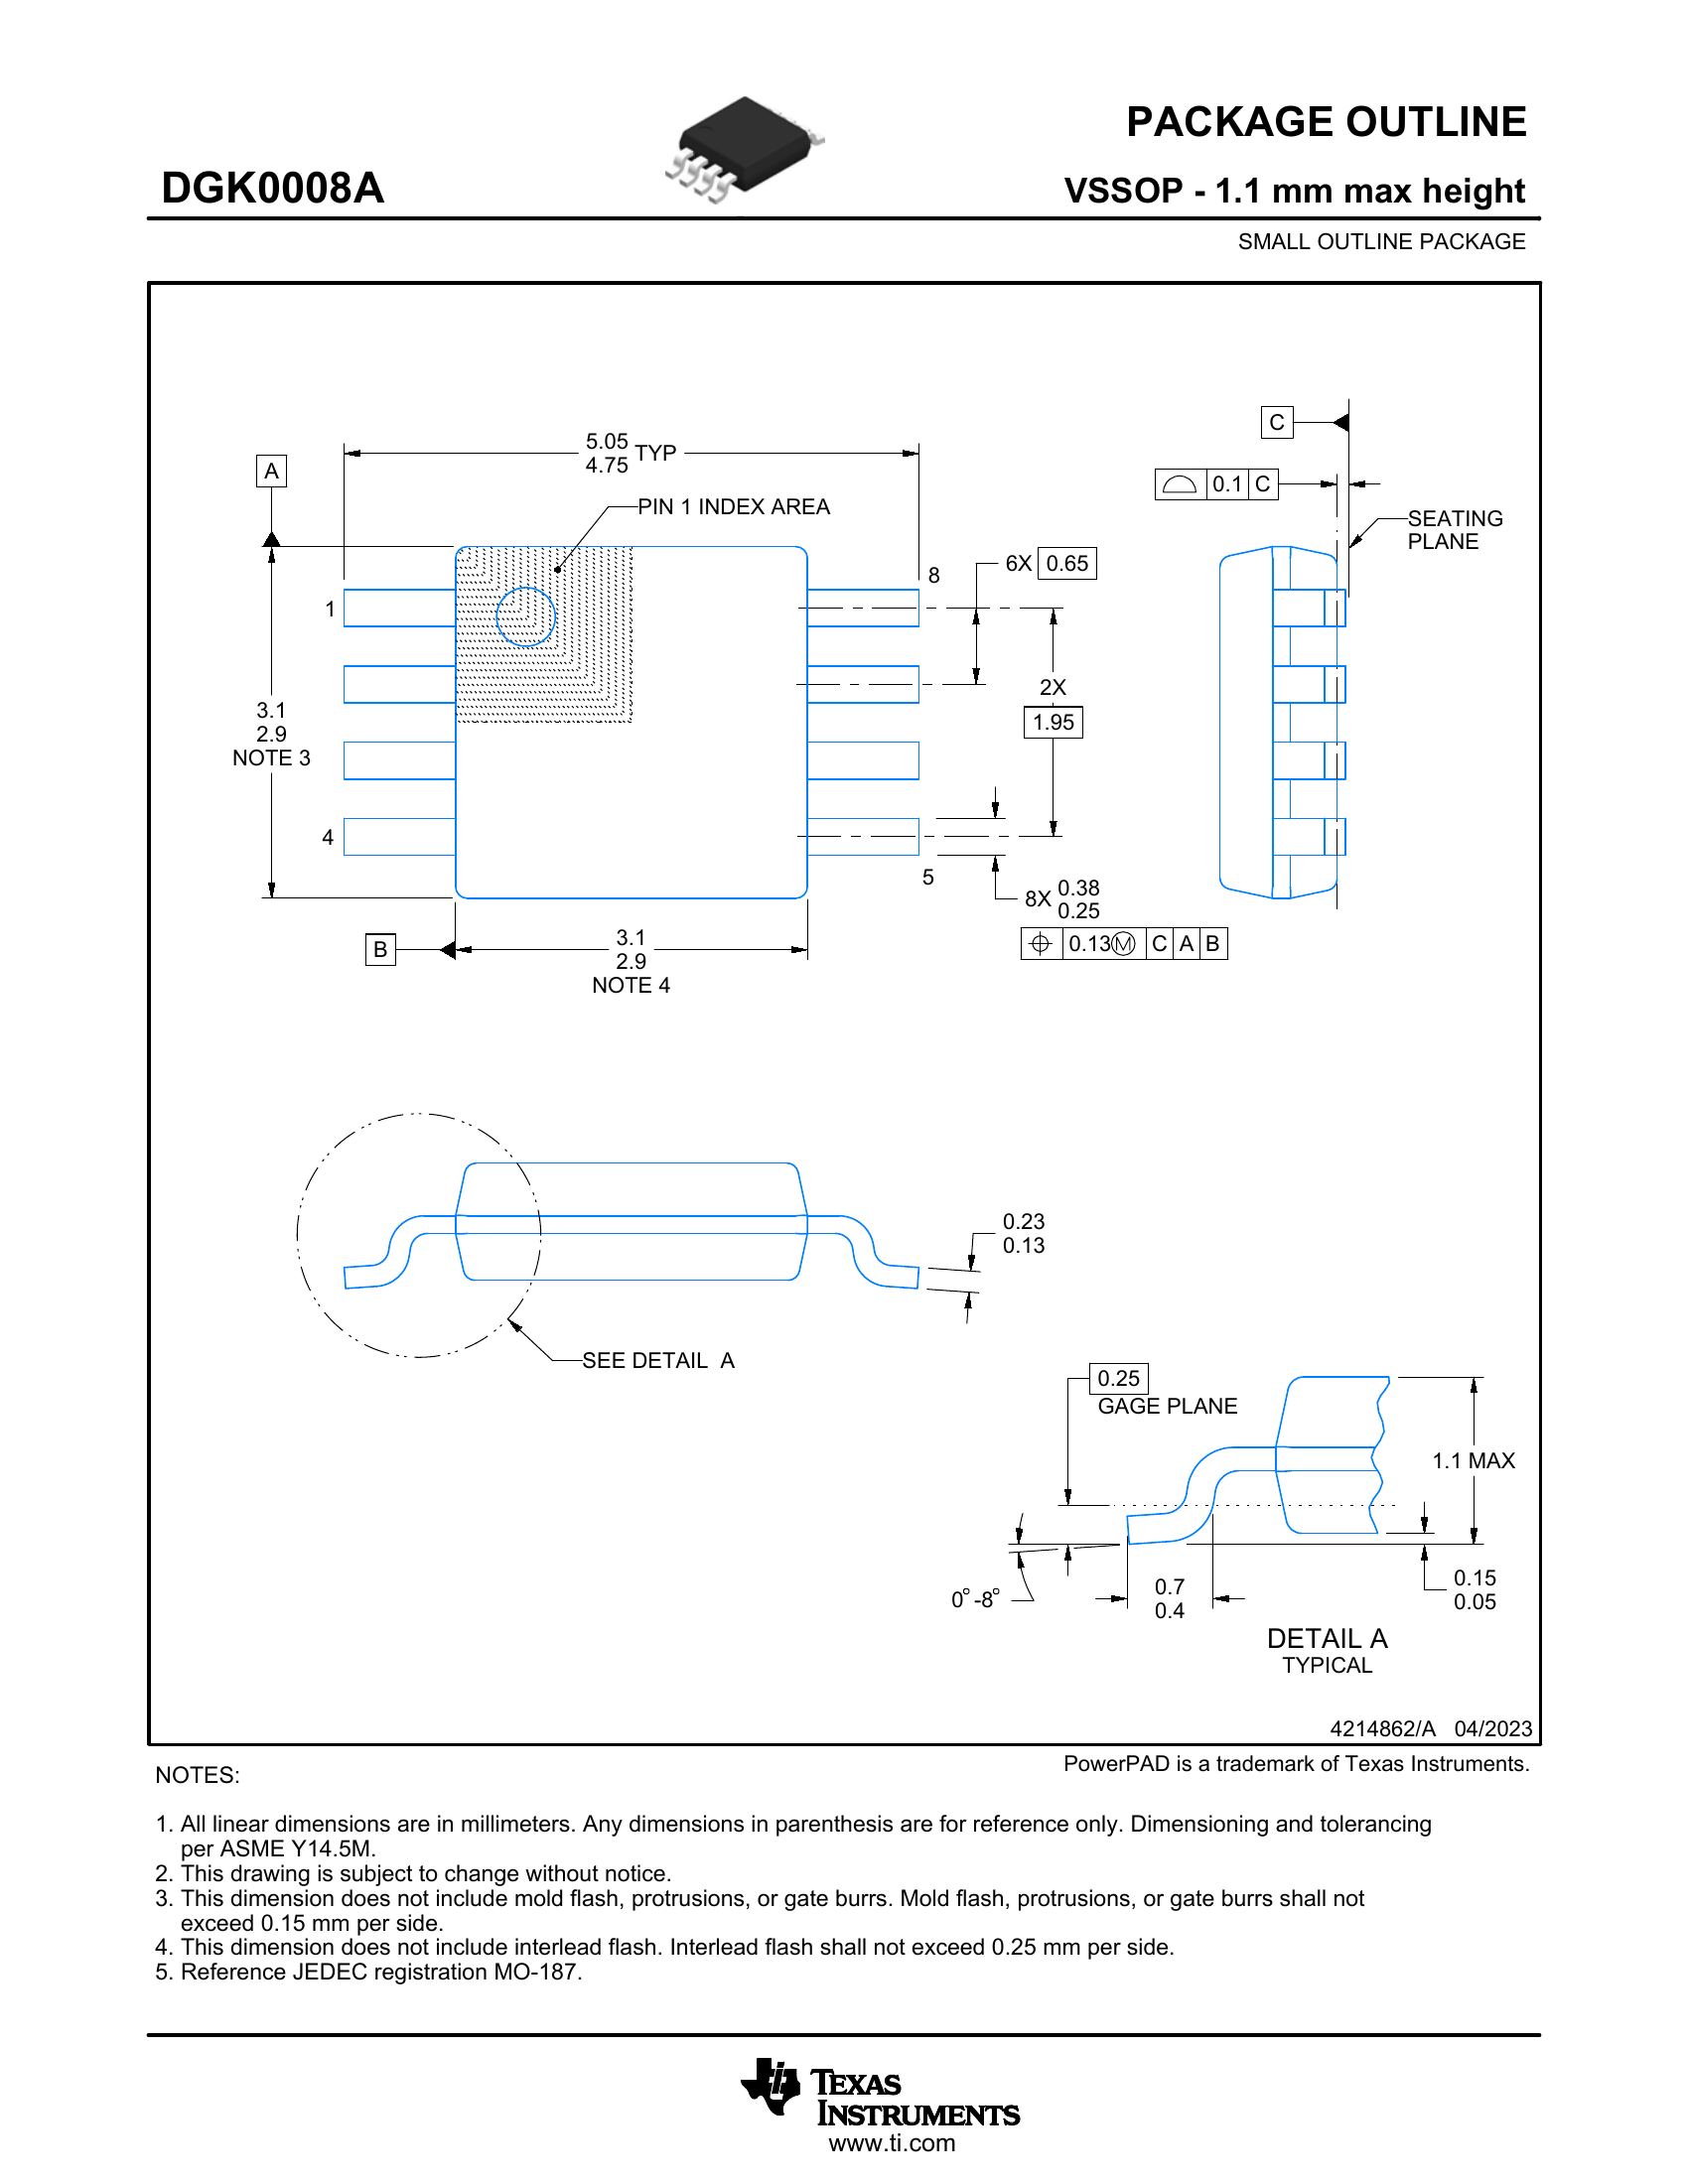 PACKAGE OUTLINE
DGK0008A
VSSOP - 1.1 mm max height
SMALL OUTLINE PACKAGE
C
5.05
4.75
TYP
A
0.1 C
PIN 1 INDEX AREA
SEATING
PLANE
6X 0.65
8
1
2X
1.95
3.1
2.9
NOTE 3
4
5
8X 0.38
0.25
0.13 M C A B
B
3.1
2.9
NOTE 4
0.23
0.13
SEE DETAIL A
0.25
GAGE PLANE
1.1 MAX
0°-8°
0.7
0.4
0.15
0.05
DETAIL A
TYPICAL
4214862/A 04/2023
PowerPAD is a trademark of Texas Instruments.
NOTES:
1. All linear dimensions are in millimeters. Any dimensions in parenthesis are for reference only. Dimensioning and tolerancing
per ASME Y14.5M.
2. This drawing is subject to change without notice.
3. This dimension does not include mold flash, protrusions, or gate burrs. Mold flash, protrusions, or gate burrs shall not
exceed 0.15 mm per side.
4. This dimension does not include interlead flash. Interlead flash shall not exceed 0.25 mm per side.
5. Reference JEDEC registration MO-187.
TEXAS
INSTRUMENTS
www.ti.com